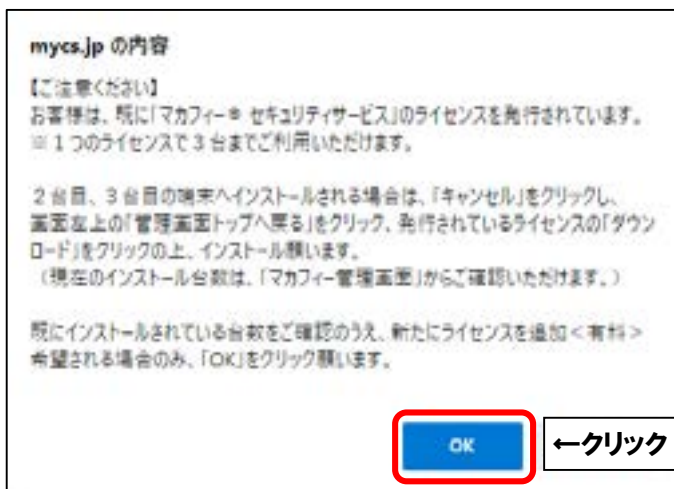 mycs.jp の内容
【ご注意ください】
お客様は、既に「マカフィー® セキュリティサービス」のライセンスを発行されています。
※１つのライセンスで３台までご利用いただけます。
２台目、３台目の端末へインストールされる場合は、「キャンセル」をクリックし、
画面左上の「管理画面トップへ戻る」をクリック、発行されているライセンスの「ダウン
ロード」をクリックの上、インストール願います。
（現在のインストール台数は、「マカフィー管理画面」からご確認いただけます。）
既にインストールされている台数をご確認のうえ、新たにライセンスを追加＜有料＞
希望される場合のみ、「OK」をクリック願います。
OK
←クリック